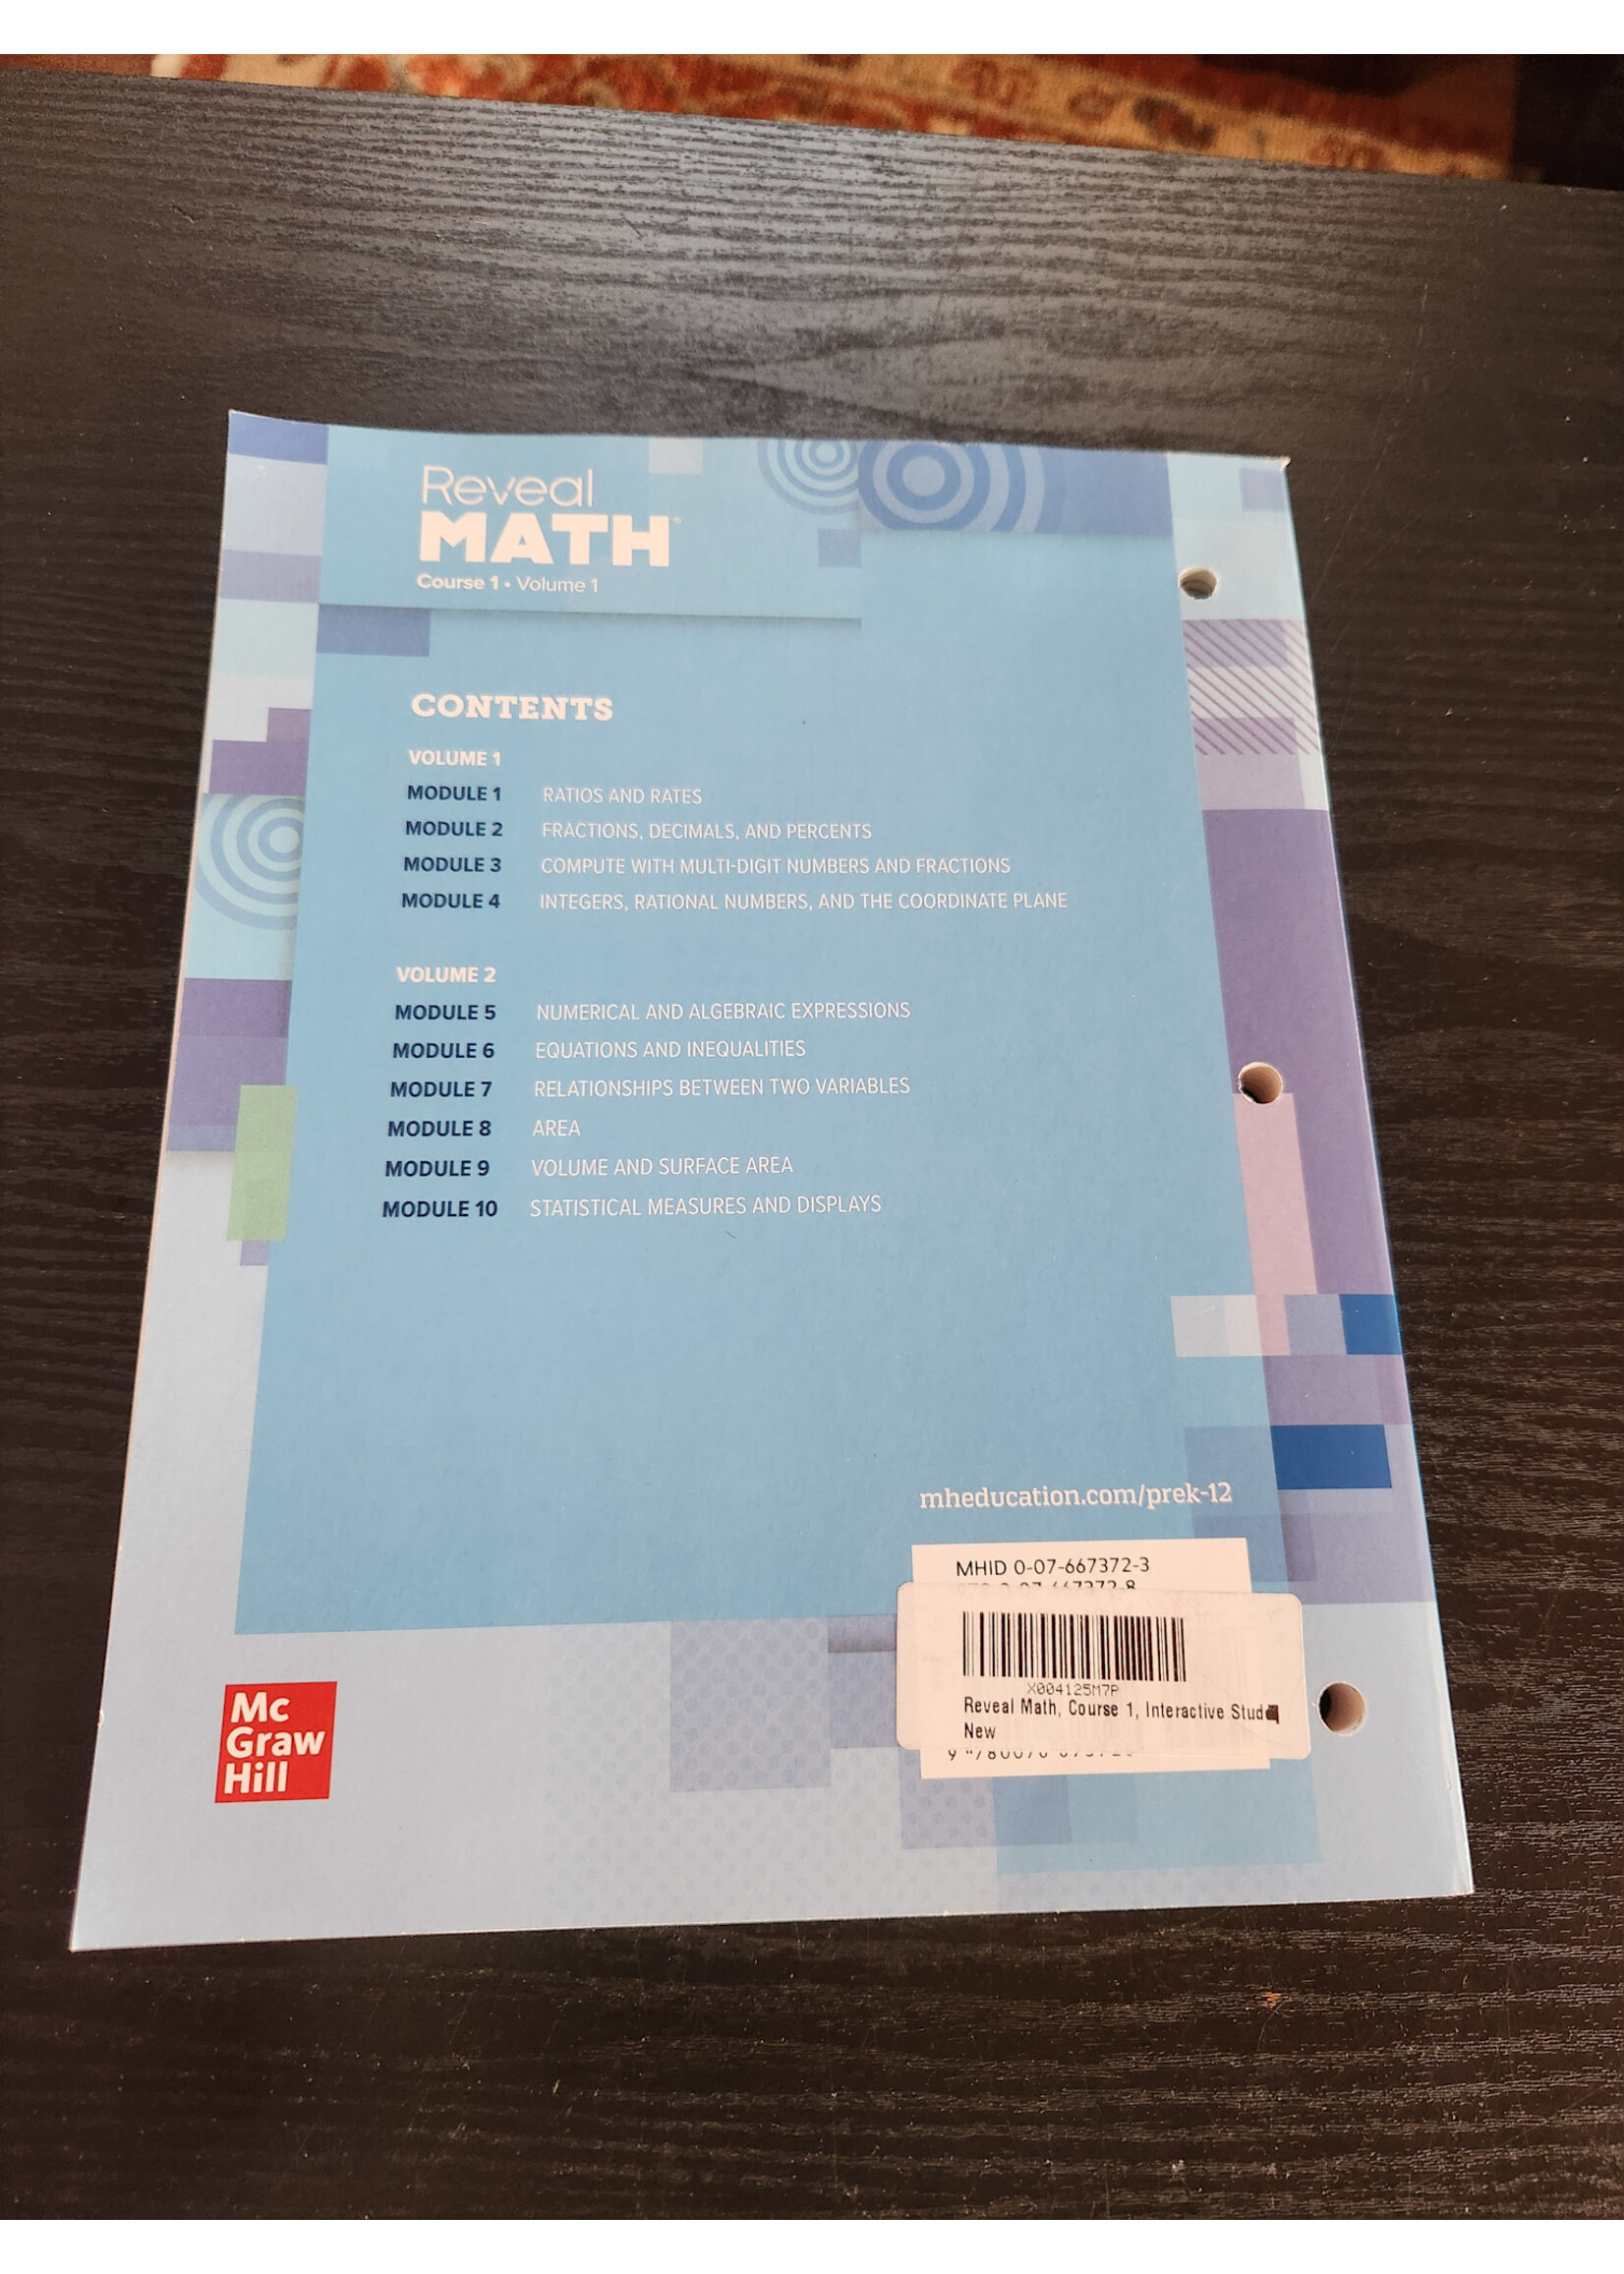 Reveal
MATH®
Course 1 • Volume 1
CONTENTS
VOLUME 1
MODULE 1 RATIOS AND RATES
MODULE 2 FRACTIONS, DECIMALS, AND PERCENTS
MODULE 3 COMPUTE WITH MULTI-DIGIT NUMBERS AND FRACTIONS
MODULE 4 INTEGERS, RATIONAL NUMBERS, AND THE COORDINATE PLANE
VOLUME 2
MODULE 5 NUMERICAL AND ALGEBRAIC EXPRESSIONS
MODULE 6 EQUATIONS AND INEQUALITIES
MODULE 7 RELATIONSHIPS BETWEEN TWO VARIABLES
MODULE 8 AREA
MODULE 9 VOLUME AND SURFACE AREA
MODULE 10 STATISTICAL MEASURES AND DISPLAYS
mheducation.com/prek-12
MHID 0-07-667372-3
X004125M7P
Reveal Math, Course 1, Interactive Stud
New
Mc
Graw
Hill